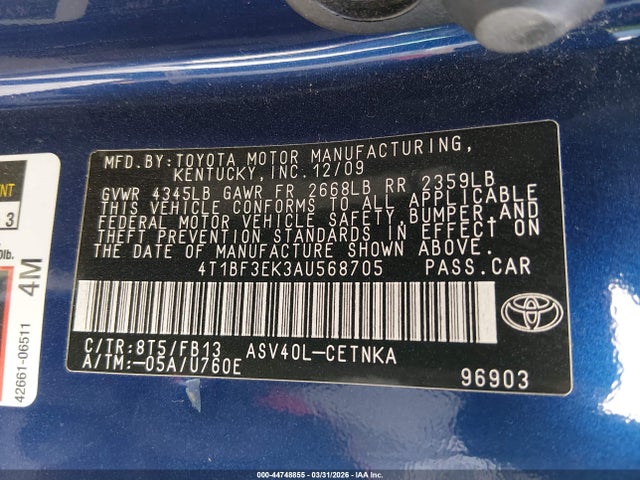 MFD.BY:TOYOTA MOTOR MANUFACTURING,
KENTUCKY,INC.12/09
GVWR 4345LB GAWR FR 2668LB RR 2359LB
THIS VEHICLE CONFORMS TO ALL APPLICABLE
FEDERAL MOTOR VEHICLE SAFETY,BUMPER,AND
THEFT PREVENTION STANDARDS IN EFFECT ON
THE DATE OF MANUFACTURE SHOWN ABOVE.
4T1BF3EK3AU568705 PASS.CAR
C/TR:8T5/FB13 ASV40L-CETNKA
A/TM:-05A/U760E
96903
3
4M
42661-06511
000-44748855 - 03/31/2026 - IAAI.CA